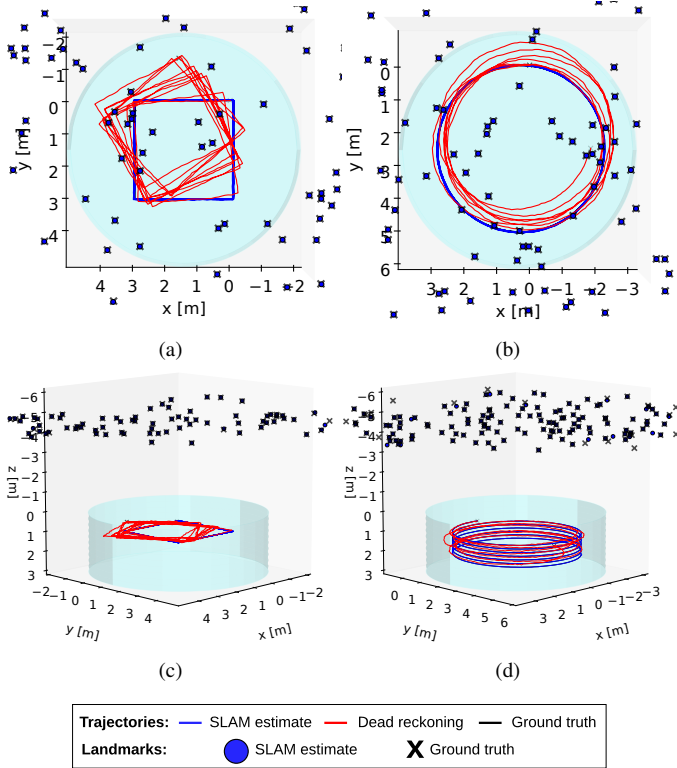 −2
−1
0
1
2
3
4
y [m]
4 3 2 1 0 −1 −2
x [m]
(a)
0
1
2
3
4
5
6
y [m]
3 2 1 0 −1 −2 −3
x [m]
(b)
−6
−5
−4
−3
−2
−1
0
1
2
3
z [m]
−2 −1 0 1 2 3 4
y [m]
4 3 2 1 0 −1 −2
x [m]
(c)
−6
−5
−4
−3
−2
−1
0
1
2
3
z [m]
0 1 2 3 4 5 6
y [m]
3 2 1 0 −1 −2 −3
x [m]
(d)
Trajectories: SLAM estimate Dead reckoning Ground truth
Landmarks: SLAM estimate Ground truth